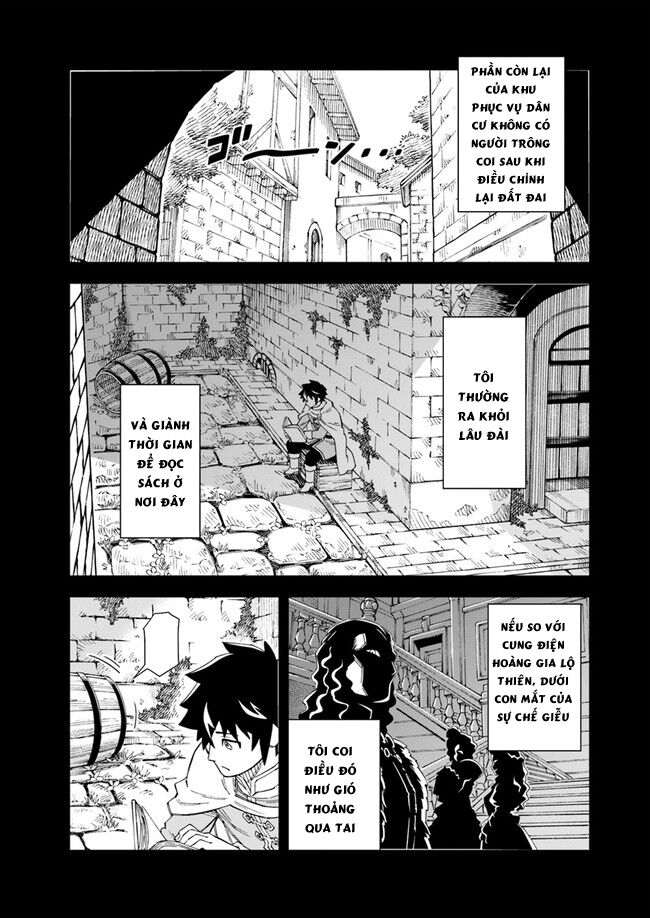 PHẦN CÒN LẠI
CỦA KHU
PHỤC VỤ DÂN
CƯ KHÔNG CÓ
NGƯỜI TRÔNG
COI SAU KHI
ĐIỀU CHỈNH
LẠI ĐẤT ĐAI
ゴーーン・・・
TÔI
THƯỜNG
RA KHỎI
LÂU ĐÀI
VÀ GIÀNH
THỜI GIAN
ĐỂ ĐỌC
SÁCH Ở
NƠI ĐÂY
NẾU SO VỚI
CUNG ĐIỆN
HOÀNG GIA LỘ
THIÊN, DƯỚI
CON MẮT CỦA
SỰ CHẾ GIỄU
TÔI COI
ĐIỀU ĐÓ
NHƯ GIÓ
THOẢNG
QUA TAI